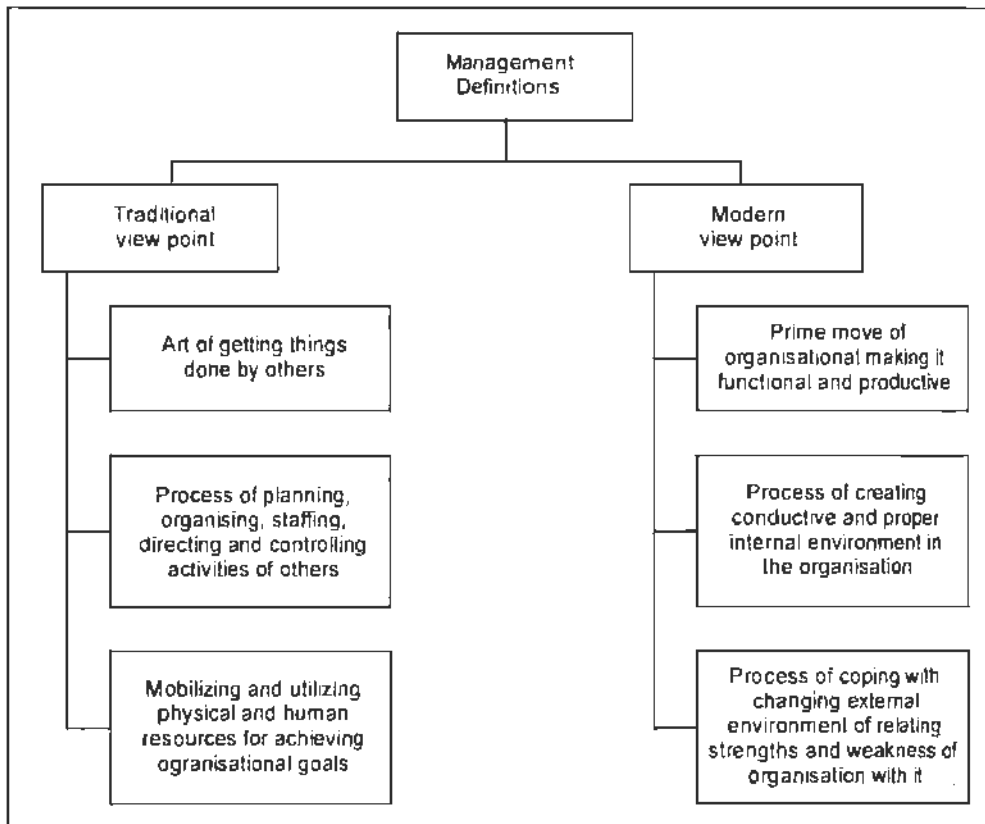 Management
Definitions
Traditional
view point
Modern
view point
Art of getting things
done by others
Process of planning,
organising, staffing,
directing and controlling
activities of others
Mobilizing and utilizing
physical and human
resources for achieving
ogranisational goals
Prime move of
organisational making it
functional and productive
Process of creating
conductive and proper
internal environment in
the organisation
Process of coping with
changing external
environment of relating
strengths and weakness of
organisation with it